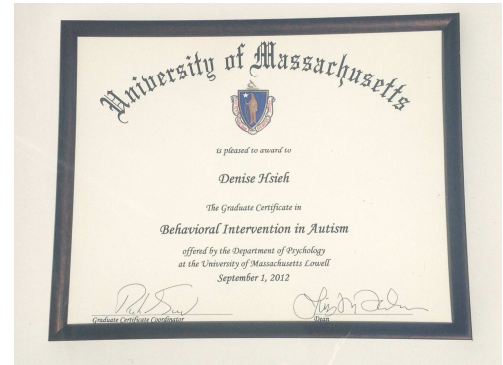 University of Massachusetts
is pleased to award to
Denise Hsieh
The Graduate Certificate in
Behavioral Intervention in Autism
offered by the Department of Psychology
at the University of Massachusetts Lowell
September 1, 2012
Graduate Certificate Coordinator
Dean